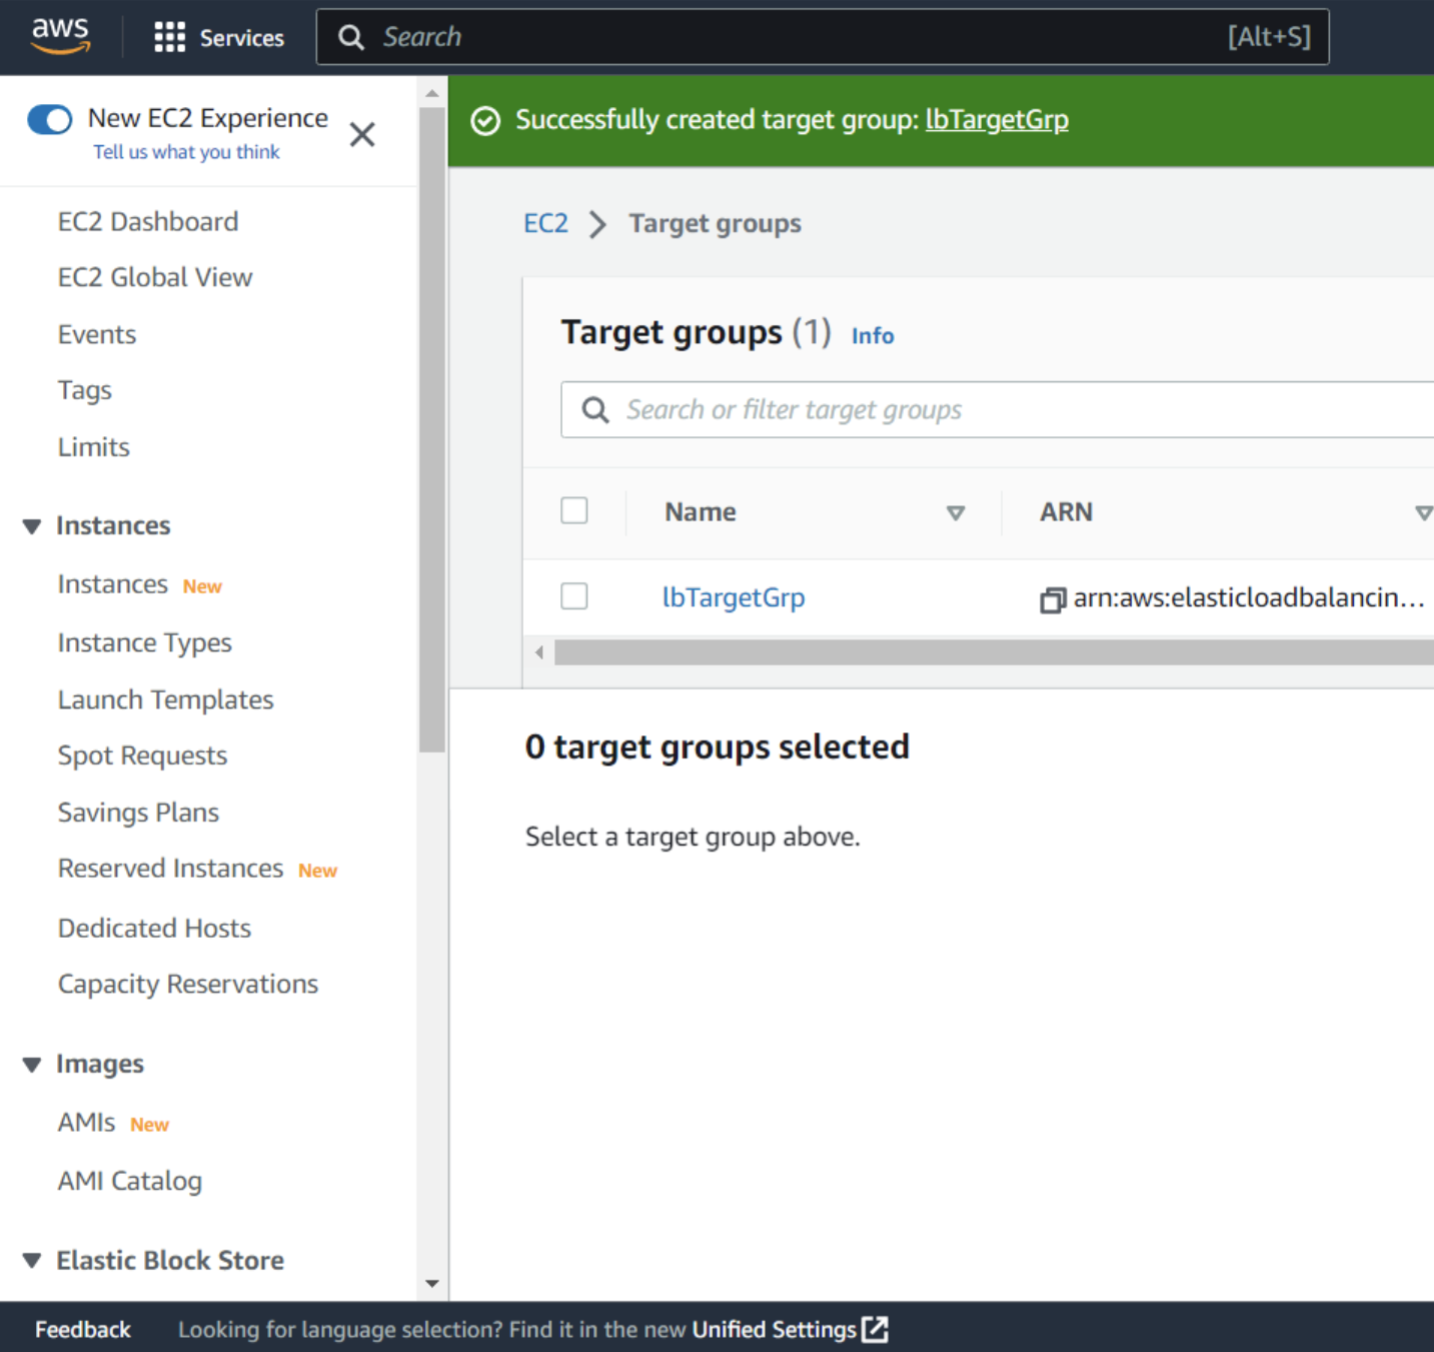 aws
Services
Search
[Alt+S]
New EC2 Experience
Tell us what you think
EC2 Dashboard
EC2 Global View
Events
Tags
Limits
Instances
Instances New
Instance Types
Launch Templates
Spot Requests
Savings Plans
Reserved Instances New
Dedicated Hosts
Capacity Reservations
Images
AMIs New
AMI Catalog
Elastic Block Store
Successfully created target group: lbTargetGrp
EC2 Target groups
Target groups (1) Info
Search or filter target groups
Name ARN
lbTargetGrp arn:aws:elasticloadbalancin...
0 target groups selected
Select a target group above.
Feedback Looking for language selection? Find it in the new Unified Settings